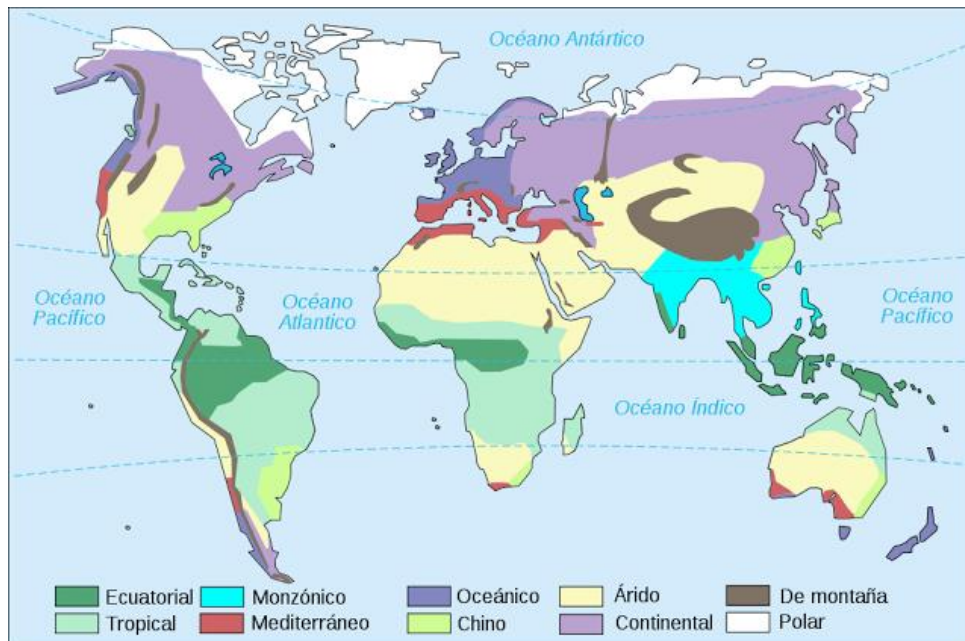 Océano Antártico
Océano
Pacífico
Océano
Atlantico
Océano
Pacífico
Océano Índico
Ecuatorial
Monzónico
Oceánico
Árido
De montaña
Tropical
Mediterráneo
Chino
Continental
Polar